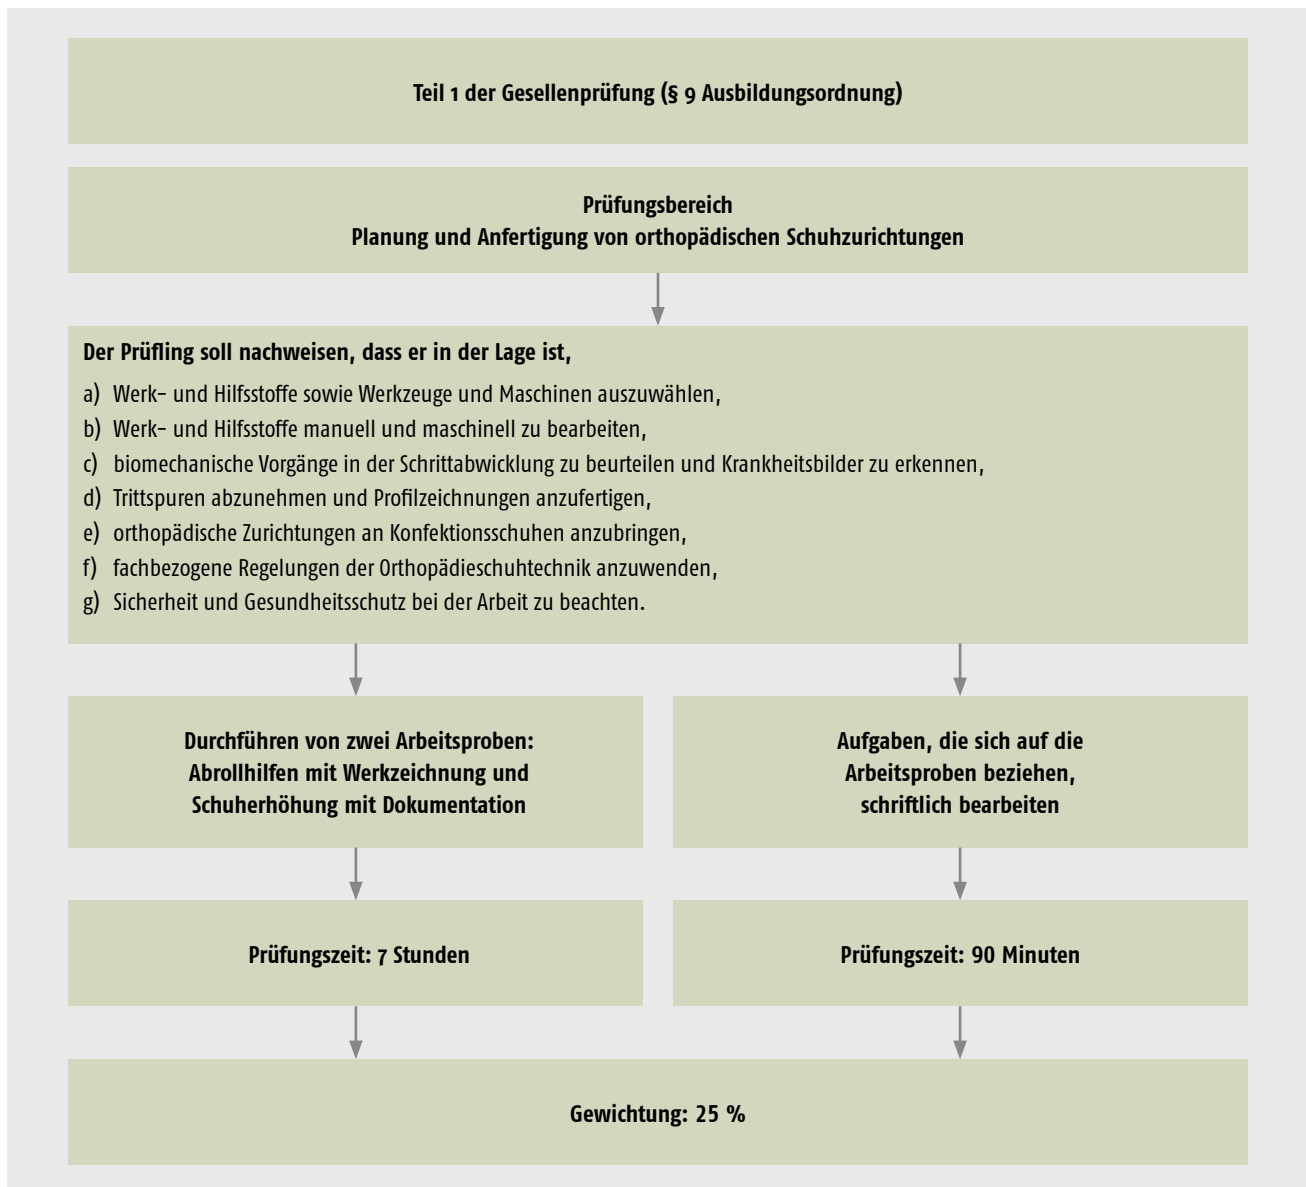 Teil 1 der Gesellenprüfung (§ 9 Ausbildungsordnung)
Prüfungsbereich
Planung und Anfertigung von orthopädischen Schuhzurichtungen
Der Prüfling soll nachweisen, dass er in der Lage ist,
a) Werk- und Hilfsstoffe sowie Werkzeuge und Maschinen auszuwählen,
b) Werk- und Hilfsstoffe manuell und maschinell zu bearbeiten,
c) biomechanische Vorgänge in der Schrittabwicklung zu beurteilen und Krankheitsbilder zu erkennen,
d) Trittspuren abzunehmen und Profilzeichnungen anzufertigen,
e) orthopädische Zurichtungen an Konfektionsschuhen anzubringen,
f) fachbezogene Regelungen der Orthopädieschuhtechnik anzuwenden,
g) Sicherheit und Gesundheitsschutz bei der Arbeit zu beachten.
Durchführen von zwei Arbeitsproben:
Abrollhilfen mit Werkzeichnung und
Schuherhöhung mit Dokumentation
Aufgaben, die sich auf die
Arbeitsproben beziehen,
schriftlich bearbeiten
Prüfungszeit: 7 Stunden
Prüfungszeit: 90 Minuten
Gewichtung: 25 %